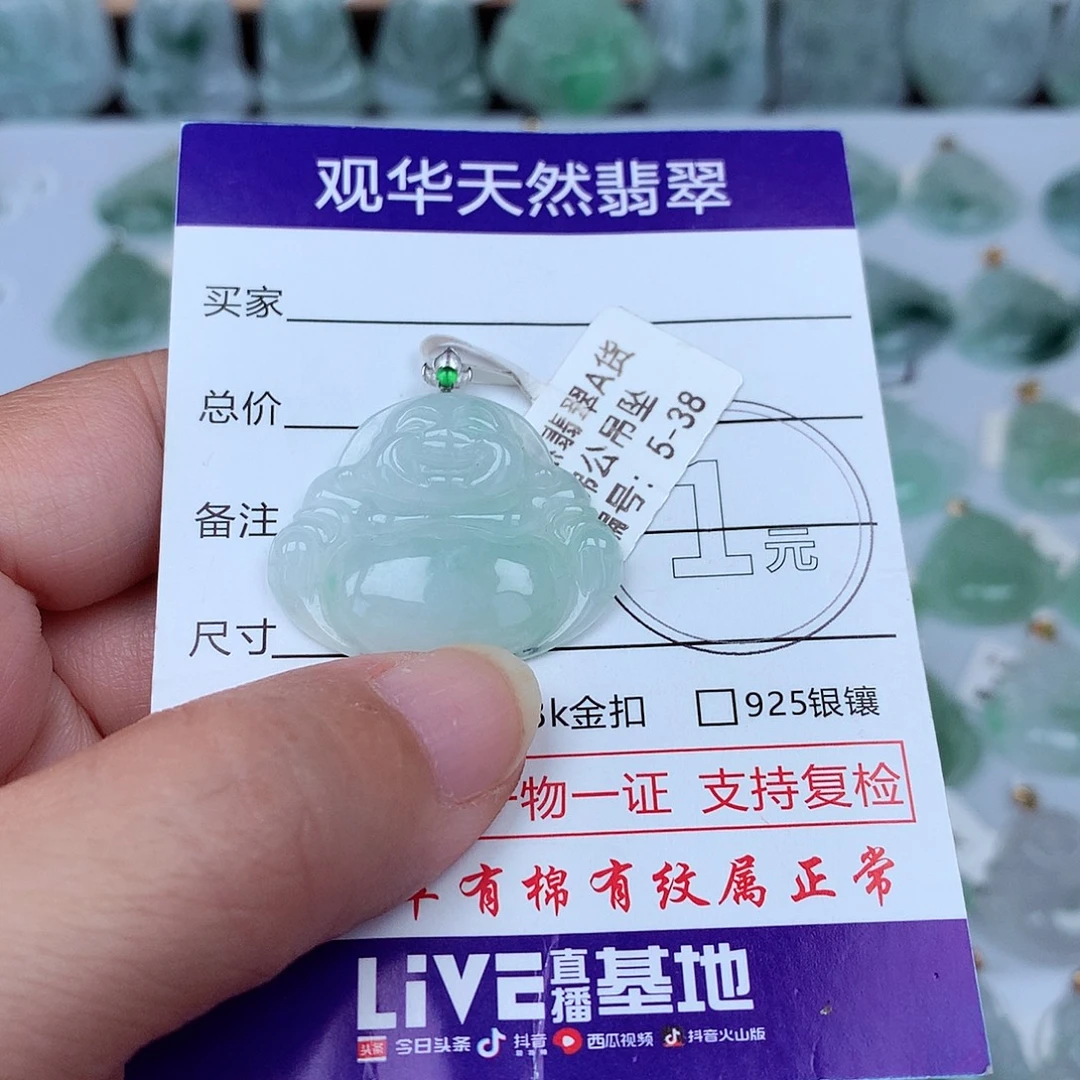 观华天然翡翠
买家
总价
备注
尺寸
翡翠A货
公吊坠
号: 5-38
1元
k金扣 925银镶
物一证 支持复检
有棉有纹属正常
LiVE直播基地
头条 今日头条 抖音 西瓜视频 抖音火山版